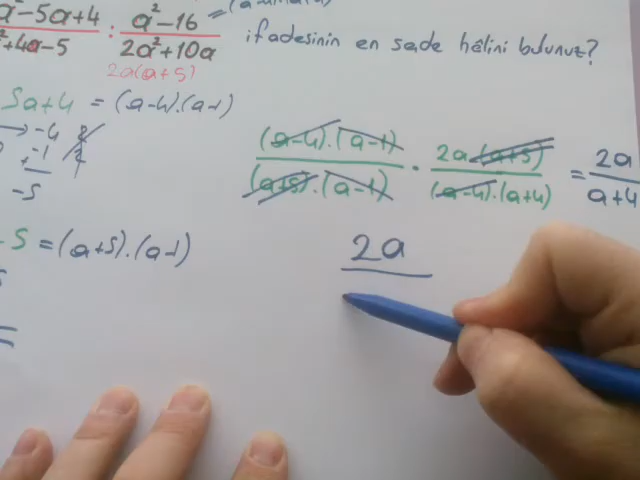 a²-5a+4 : a²-16 =
²+4a-5 2a²+10a ifadesinin en sade hâlini bulunuz?
2a(a+5)
5a+4 = (a-4).(a-1)
-4
-1
+
-5
(a-4).(a-1) . 2a.(a+5) = 2a
(a+5).(a-1) (a-4).(a+4) a+4
-5 = (a+5).(a-1)
2a